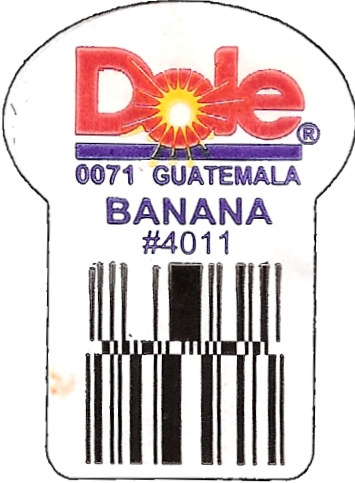 Dole®
0071 GUATEMALA
BANANA
#4011